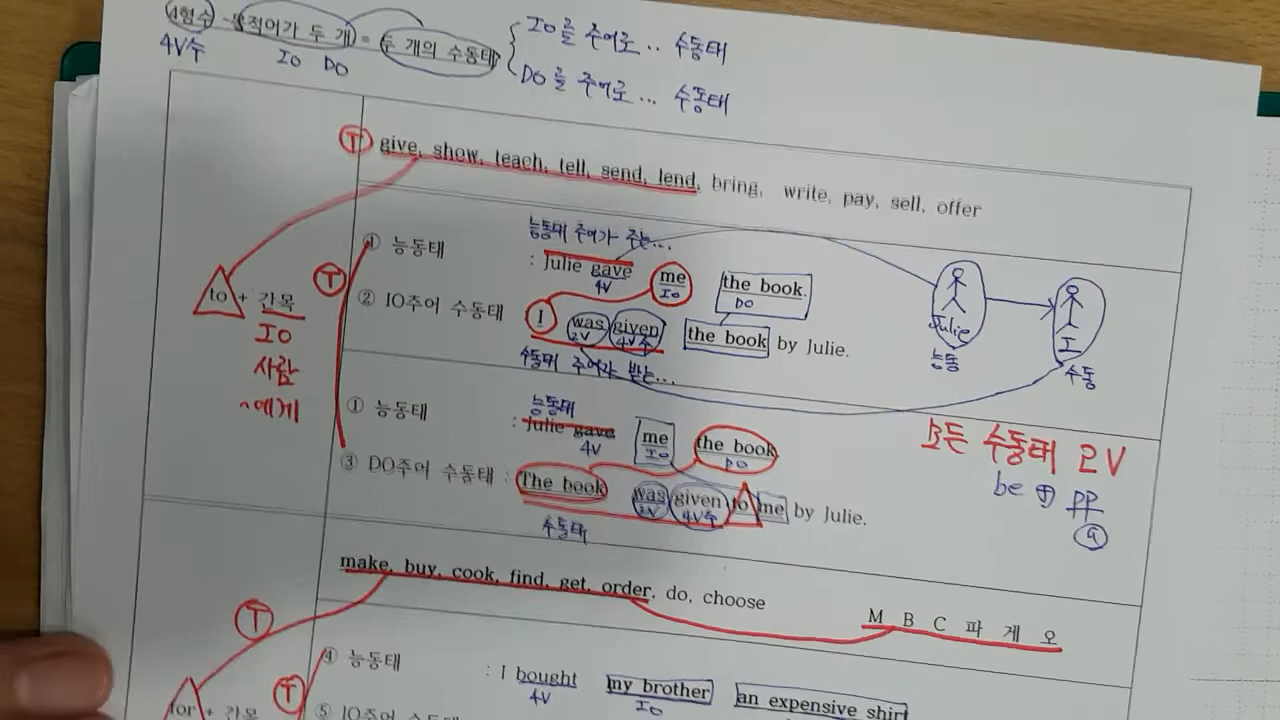 4형수 - 목적어가 두 개 = 두 개의 수동태
4V수 IO DO
IO를 주어로.. 수동태
DO를 주어로... 수동태
T give, show, teach, tell, send, lend, bring, write, pay, sell, offer
능동태 주어가 주는...
① 능동태 : Julie gave me the book.
4V IO DO
T
to + 간목
IO
사람
~에게
② IO주어 수동태 I was given the book by Julie.
2V 4V수
수동태 주어가 받는...
Julie I
능동 수동
능동태
① 능동태 : Julie gave me the book
4V IO DO
③ DO주어 수동태 : The book was given to me by Julie.
2V 4V수
수동태
모든 수동태 2V
be ⊕ pp
ⓐ
make, buy, cook, find, get, order, do, choose
M B C 파 게 오
T
④ 능동태 : I bought my brother an expensive shirt
4V IO
T
for + 간목
⑤ IO주어 수동태